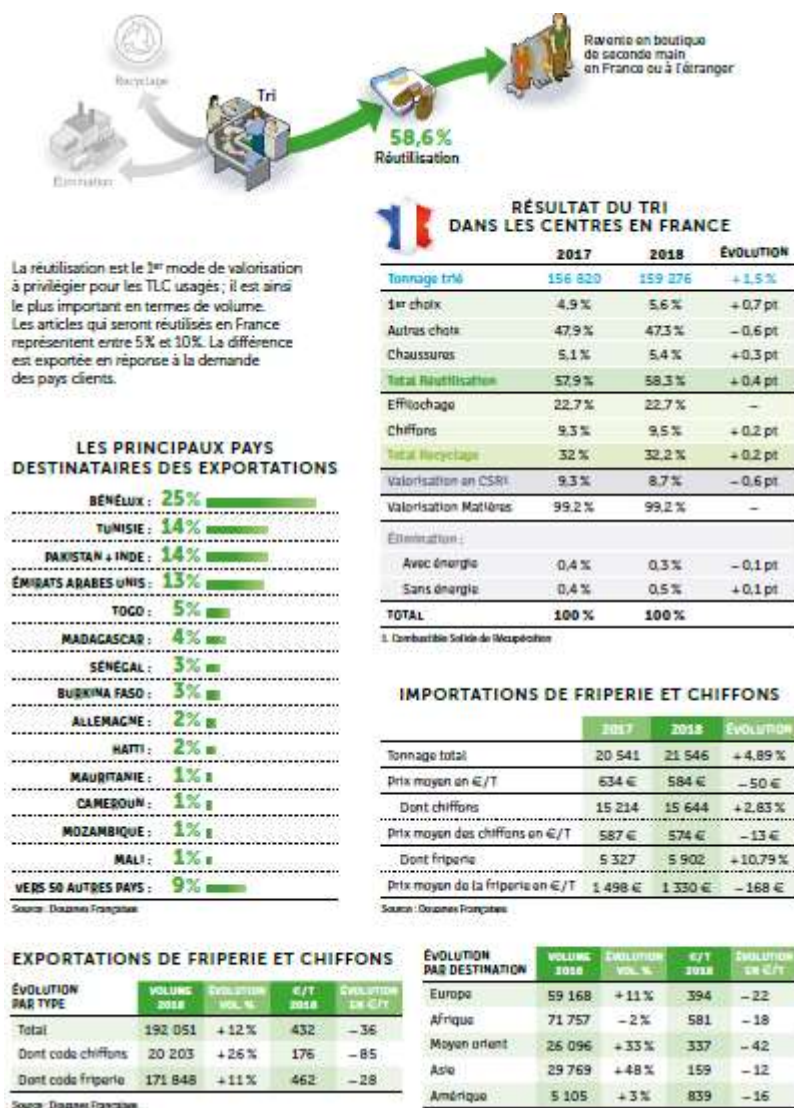 Recyclage
Élimination
Tri
58,6%
Réutilisation
Revente en boutique
de seconde main
en France ou à l'étranger
La réutilisation est le 1er mode de valorisation
à privilégier pour les TLC usagés ; il est ainsi
le plus important en termes de volume.
Les articles qui seront réutilisés en France
représentent entre 5% et 10%. La différence
est exportée en réponse à la demande
des pays clients.
RÉSULTAT DU TRI
DANS LES CENTRES EN FRANCE
2017 2018 ÉVOLUTION
Tonnage trié 156 820 159 276 +1,5%
1er choix 4,9% 5,6% +0,7 pt
Autres choix 47,9% 47,3% -0,6 pt
Chaussures 5,1% 5,4% +0,3 pt
Total Réutilisation 57,9% 58,3% +0,4 pt
Effilochage 22,7% 22,7% -
Chiffons 9,3% 9,5% +0,2 pt
Total Recyclage 32% 32,2% +0,2 pt
Valorisation en CSR1 9,3% 8,7% -0,6 pt
Valorisation Matières 99,2% 99,2% -
Élimination :
Avec énergie 0,4% 0,3% -0,1 pt
Sans énergie 0,4% 0,5% +0,1 pt
TOTAL 100% 100%
1. Combustible Solide de Récupération
LES PRINCIPAUX PAYS
DESTINATAIRES DES EXPORTATIONS
BÉNÉLUX : 25%
TUNISIE : 14%
PAKISTAN + INDE : 14%
ÉMIRATS ARABES UNIS : 13%
TOGO : 5%
MADAGASCAR : 4%
SÉNÉGAL : 3%
BURKINA FASO : 3%
ALLEMAGNE : 2%
HATTI : 2%
MAURITANIE : 1%
CAMEROUN : 1%
MOZAMBIQUE : 1%
MALI : 1%
VERS 50 AUTRES PAYS : 9%
Source : Douanes Françaises
IMPORTATIONS DE FRIPERIE ET CHIFFONS
2017 2018 ÉVOLUTION
Tonnage total 20 541 21 546 +4,89%
Prix moyen en €/T 634 € 584 € -50 €
Dont chiffons 15 214 15 644 +2,83%
Prix moyen des chiffons en €/T 587 € 574 € -13 €
Dont friperie 5 327 5 902 +10,79%
Prix moyen de la friperie en €/T 1 498 € 1 330 € -168 €
Source : Douanes Françaises
EXPORTATIONS DE FRIPERIE ET CHIFFONS
ÉVOLUTION PAR TYPE VOLUME 2018 ÉVOLUTION VOL. % €/T 2018 ÉVOLUTION EN €/T
Total 192 051 +12% 432 -36
Dont code chiffons 20 203 +26% 176 -85
Dont code friperie 171 848 +11% 462 -28
Source : Douanes Françaises
ÉVOLUTION PAR DESTINATION VOLUME 2018 ÉVOLUTION VOL. % €/T 2018 ÉVOLUTION EN €/T
Europe 59 168 +11% 394 -22
Afrique 71 757 -2% 581 -18
Moyen orient 26 096 +33% 337 -42
Asie 29 769 +48% 159 -12
Amérique 5 105 +3% 839 -16